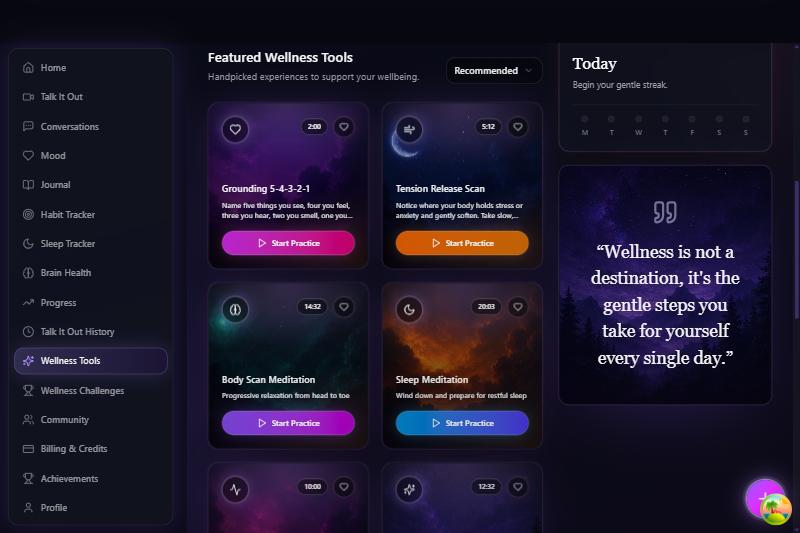 Home
Talk It Out
Conversations
Mood
Journal
Habit Tracker
Sleep Tracker
Brain Health
Progress
Talk It Out History
Wellness Tools
Wellness Challenges
Community
Billing & Credits
Achievements
Profile
Featured Wellness Tools
Handpicked experiences to support your wellbeing.
Recommended
2:00
Grounding 5-4-3-2-1
Name five things you see, four you feel,
three you hear, two you smell, one you...
Start Practice
5:12
Tension Release Scan
Notice where your body holds stress or
anxiety and gently soften. Take slow,...
Start Practice
14:32
Body Scan Meditation
Progressive relaxation from head to toe
Start Practice
20:03
Sleep Meditation
Wind down and prepare for restful sleep
Start Practice
10:00
12:32
Today
Begin your gentle streak.
M T W T F S S
“Wellness is not a
destination, it's the
gentle steps you
take for yourself
every single day.”